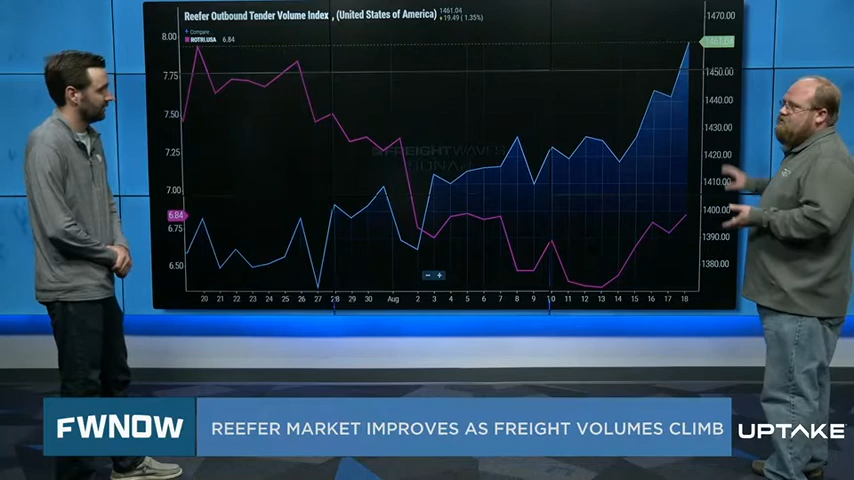 Reefer Outbound Tender Volume Index , (United States of America) 1461.04
19.49 ( 1.35%)
+ Compare
ROTRI.USA 6.84
8.00
7.75
7.50
7.25
7.00
6.84
6.75
6.50
1470.00
1450.00
1440.00
1430.00
1420.00
1410.00
1400.00
1390.00
1380.00
FREIGHTWAVES
SONAR
− +
20 21 22 23 24 25 26 27 28 29 30 Aug 2 3 4 5 6 7 8 9 10 11 12 13 14 15 16 17 18
FWNOW
REEFER MARKET IMPROVES AS FREIGHT VOLUMES CLIMB
UPTAKE